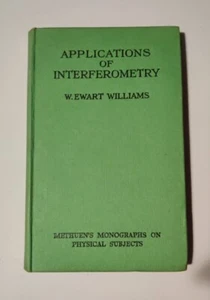 APPLICATIONS
OF
INTERFEROMETRY
W. EWART WILLIAMS
METHUEN'S MONOGRAPHS ON
PHYSICAL SUBJECTS